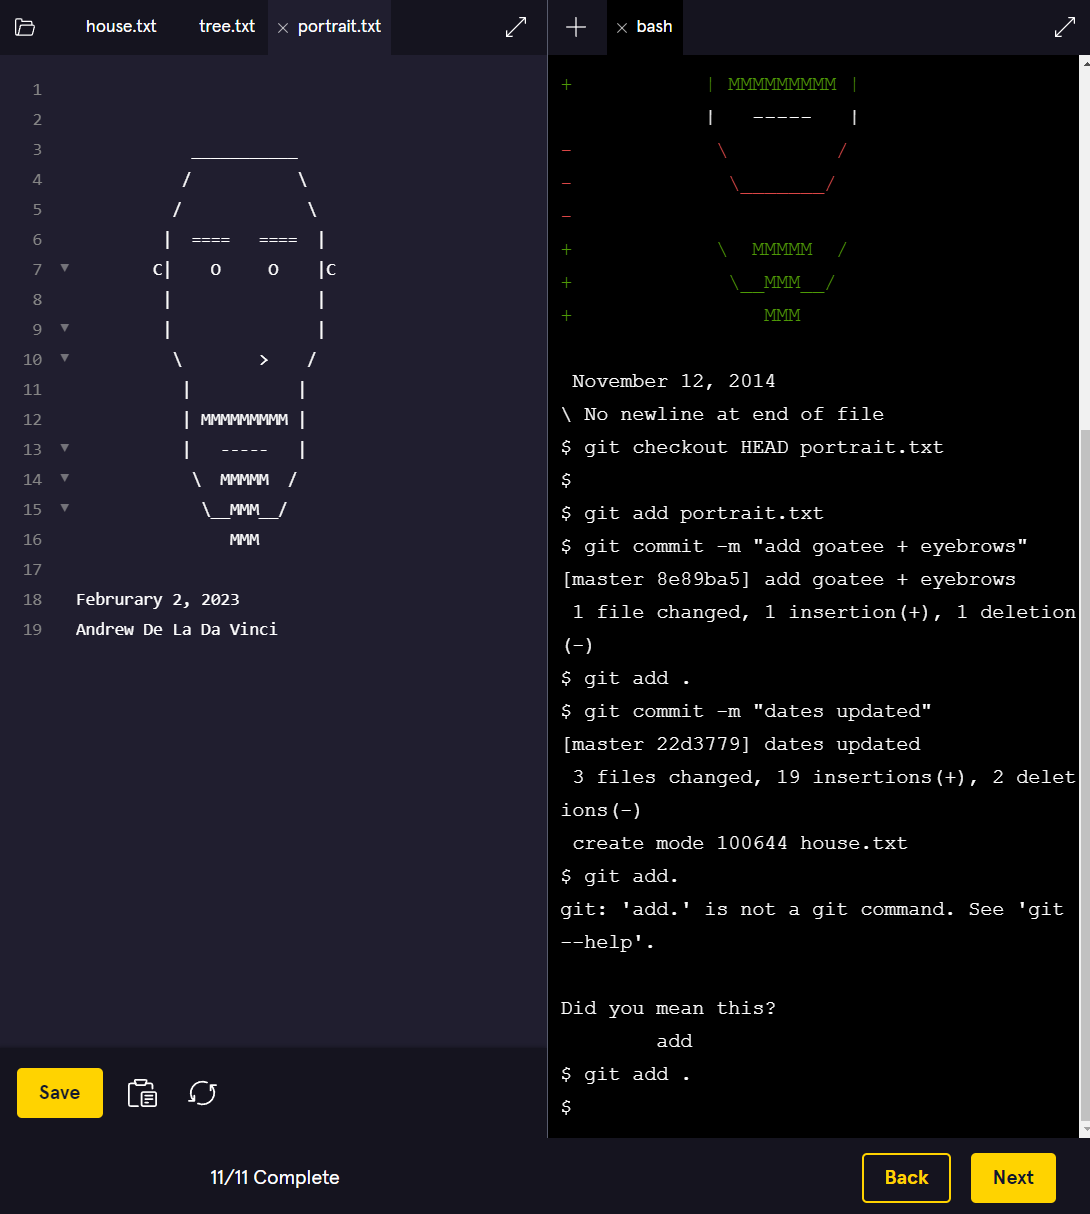 house.txt tree.txt × portrait.txt
+ × bash
1
2
3 ___________
4 /           \
5 /             \
6 |  ====   ====  |
7 ▼ C|    O     O    |C
8 |               |
9 ▼ |               |
10 ▼ \        >    /
11 |           |
12 | MMMMMMMMM |
13 ▼ |   -----   |
14 ▼ \  MMMMM  /
15 ▼ \__MMM__/
16 MMM
17
18 Februrary 2, 2023
19 Andrew De La Da Vinci
Save
+            | MMMMMMMMM |
             |   -----   |
-             \         /
-              \_______/
-
+             \  MMMMM  /
+              \__MMM__/
+                 MMM
November 12, 2014
\ No newline at end of file
$ git checkout HEAD portrait.txt
$
$ git add portrait.txt
$ git commit -m "add goatee + eyebrows"
[master 8e89ba5] add goatee + eyebrows
1 file changed, 1 insertion(+), 1 deletion
(-)
$ git add .
$ git commit -m "dates updated"
[master 22d3779] dates updated
3 files changed, 19 insertions(+), 2 delet
ions(-)
create mode 100644 house.txt
$ git add.
git: 'add.' is not a git command. See 'git
--help'.
Did you mean this?
add
$ git add .
$
11/11 Complete
Back Next